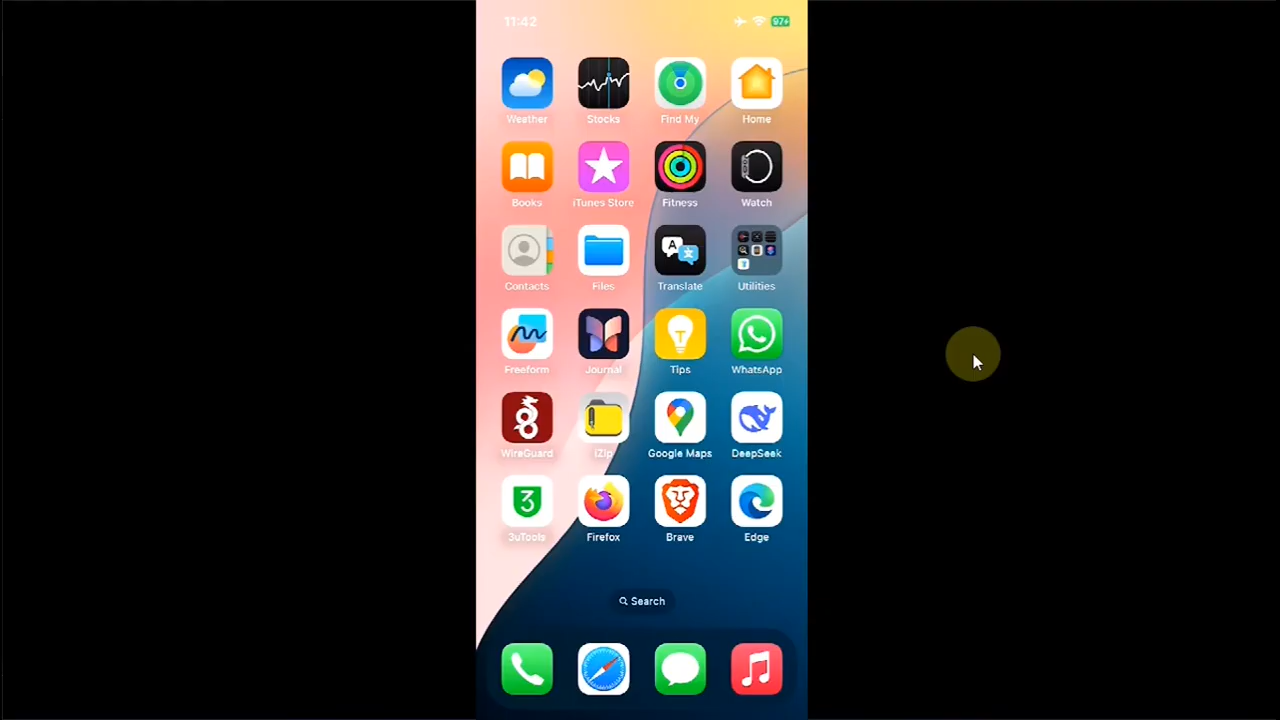 11:42 97+
Weather Stocks Find My Home
Books iTunes Store Fitness Watch
Contacts Files Translate Utilities
Freeform Journal Tips WhatsApp
WireGuard iZip Google Maps DeepSeek
3uTools Firefox Brave Edge
Search